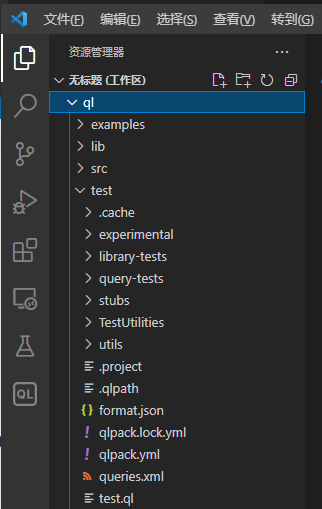 文件(F) 编辑(E) 选择(S) 查看(V) 转到(G)
资源管理器
无标题 (工作区)
ql
examples
lib
src
test
.cache
experimental
library-tests
query-tests
stubs
TestUtilities
utils
.project
.qlpath
{} format.json
! qlpack.lock.yml
! qlpack.yml
queries.xml
test.ql
QL